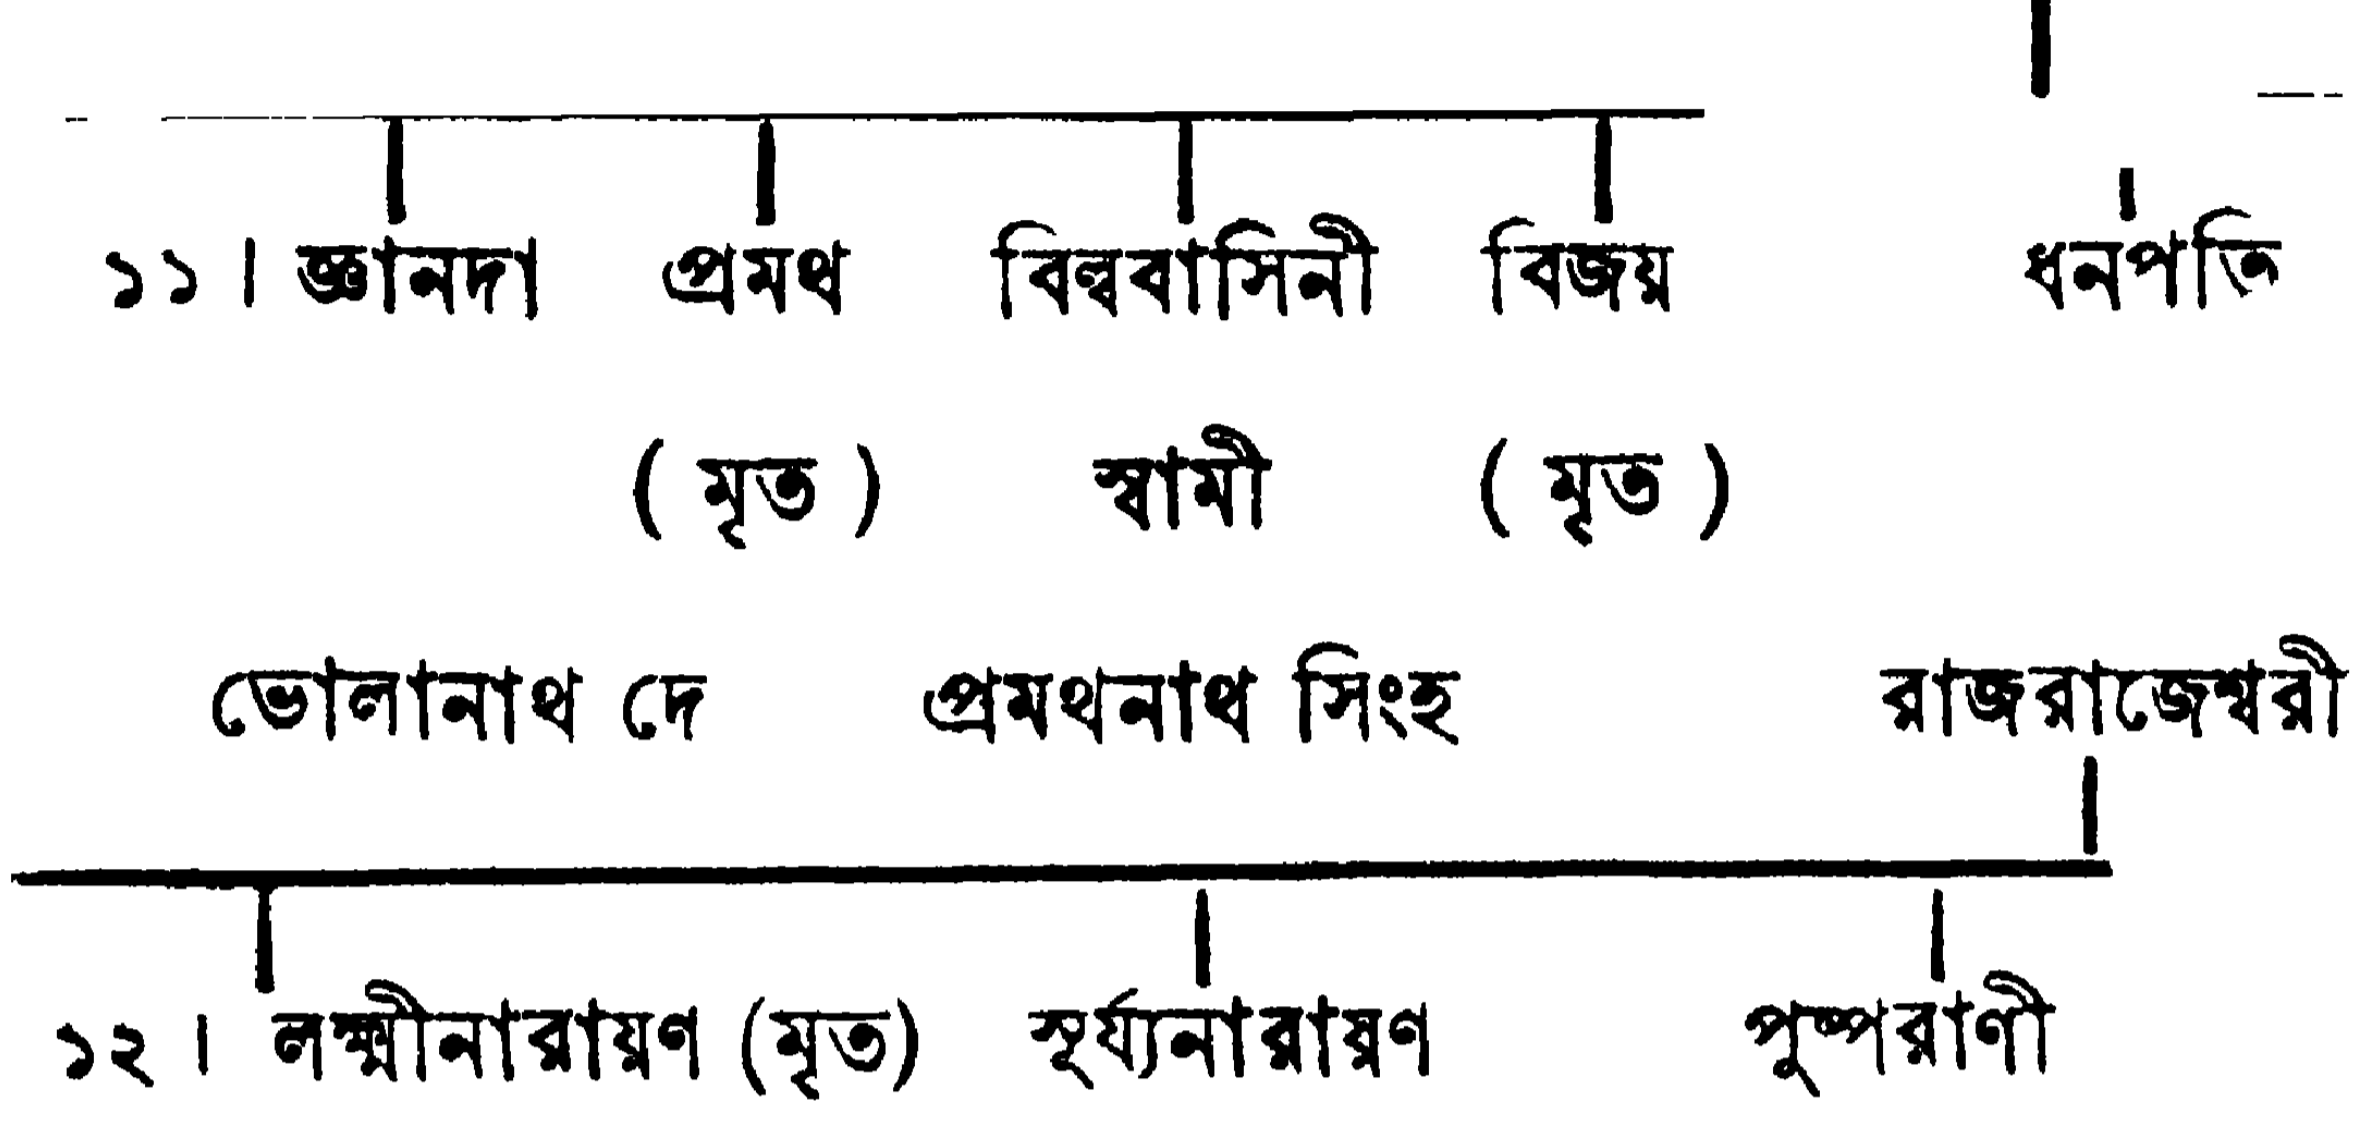 ১১। জ্ঞানদা প্রমথ বিল্ববাসিনী বিজয় ধনপতি
( মৃত ) স্বামী ( মৃত )
ভোলানাথ দে প্রমথনাথ সিংহ রাজরাজেশ্বরী
১২। লক্ষ্মীনারায়ণ (মৃত) সূর্য্যনারায়ণ পুষ্পরাণী